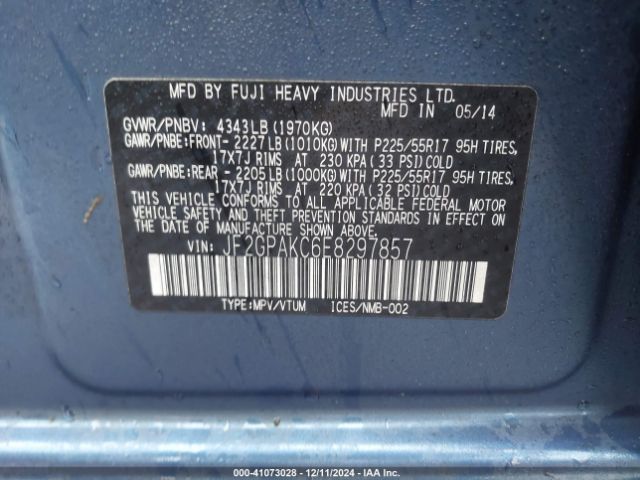 MFD BY FUJI HEAVY INDUSTRIES LTD.
MFD IN 05/14
GVWR/PNBV: 4343LB(1970KG)
GAWR/PNBE:FRONT- 2227LB(1010KG)WITH P225/55R17 95H TIRES,
17X7J RIMS AT 230 KPA(33 PSI)COLD
GAWR/PNBE:REAR - 2205LB(1000KG)WITH P225/55R17 95H TIRES,
17X7J RIMS AT 220 KPA(32 PSI)COLD
THIS VEHICLE CONFORMS TO ALL APPLICABLE FEDERAL MOTOR
VEHICLE SAFETY AND THEFT PREVENTION STANDARDS IN EFFECT ON
THE DATE OF MANUFACTURE SHOWN ABOVE.
VIN: JF2GPAKC6E8297857
TYPE:MPV/VTUM ICES/NMB-002
000-41073028 - 12/11/2024 - IAA Inc.